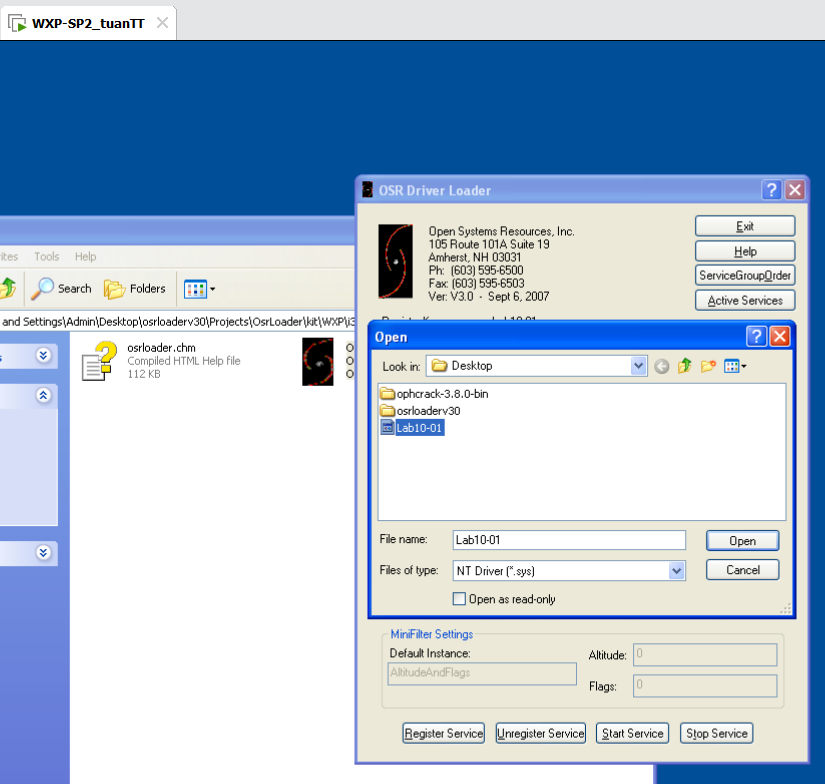 WXP-SP2_tuanTT
OSR Driver Loader
Open Systems Resources, Inc.
105 Route 101A Suite 19
Amherst, NH 03031
Ph: (603) 595-6500
Fax: (603) 595-6503
Ver: V3.0 - Sept 6, 2007
Exit
Help
ServiceGroupOrder
Active Services
Tools Help
Search Folders
and Settings\Admin\Desktop\osrloaderv30\Projects\OsrLoader\kit\WXP\i3
osrloader.chm
Compiled HTML Help file
112 KB
Open
Look in: Desktop
ophcrack-3.8.0-bin
osrloaderv30
Lab10-01
File name: Lab10-01 Open
Files of type: NT Driver (*.sys) Cancel
Open as read-only
MiniFilter Settings
Default Instance:
AltitudeAndFlags
Altitude: 0
Flags: 0
Register Service Unregister Service Start Service Stop Service